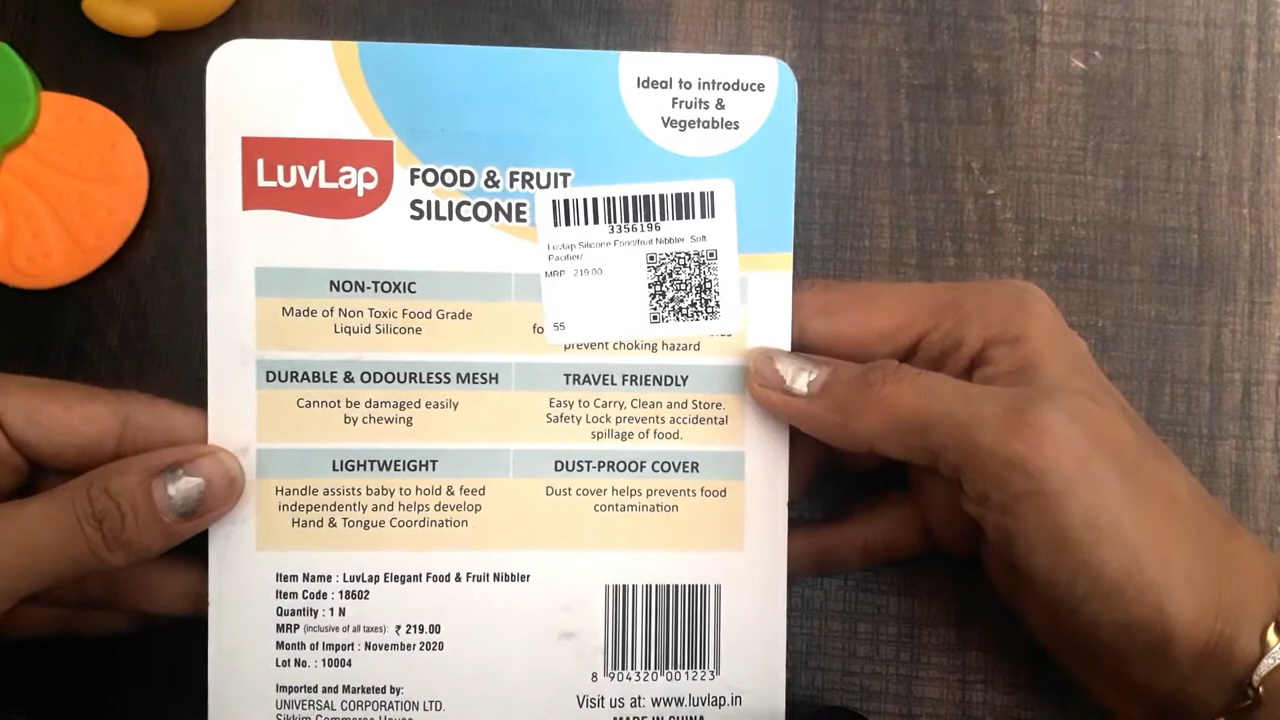 Ideal to introduce
Fruits &
Vegetables
LuvLap
FOOD & FRUIT
SILICONE
3356196
Luvlap Silicone Food/fruit Nibbler Soft
Pacifier/
MRP 219.00
55
NON-TOXIC
Made of Non Toxic Food Grade
Liquid Silicone
prevent choking hazard
DURABLE & ODOURLESS MESH
Cannot be damaged easily
by chewing
TRAVEL FRIENDLY
Easy to Carry, Clean and Store.
Safety Lock prevents accidental
spillage of food.
LIGHTWEIGHT
Handle assists baby to hold & feed
independently and helps develop
Hand & Tongue Coordination
DUST-PROOF COVER
Dust cover helps prevents food
contamination
Item Name : LuvLap Elegant Food & Fruit Nibbler
Item Code : 18602
Quantity : 1 N
MRP (inclusive of all taxes): ₹ 219.00
Month of Import : November 2020
Lot No. : 10004
Imported and Marketed by:
UNIVERSAL CORPORATION LTD.
Sikkim Commerce House
8 904320 001223
Visit us at: www.luvlap.in
MADE IN CHINA